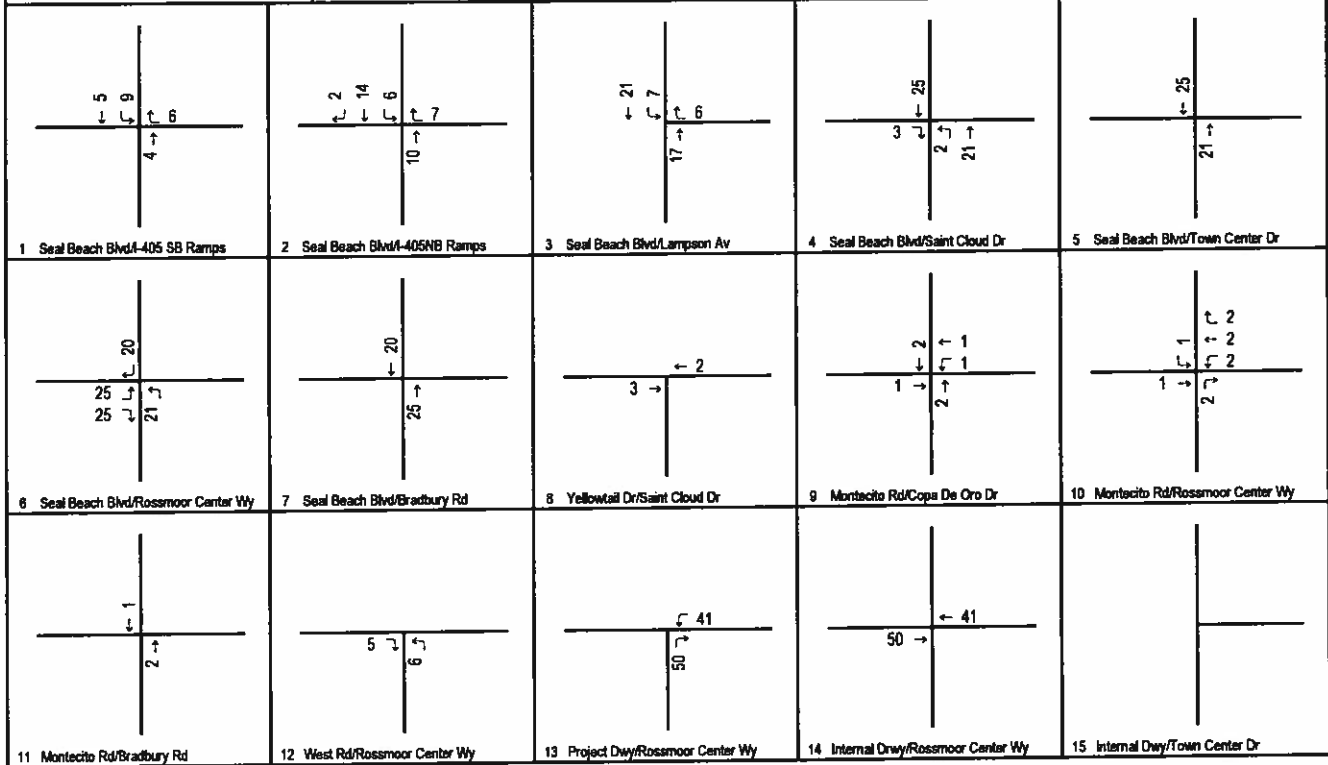 5 9 6
4
1 Seal Beach Blvd/I-405 SB Ramps
2 14 6 7
10
2 Seal Beach Blvd/I-405NB Ramps
21 7 6
17
3 Seal Beach Blvd/Lampson Av
25
3 2 21
4 Seal Beach Blvd/Saint Cloud Dr
25
21
5 Seal Beach Blvd/Town Center Dr
20
25
25 21
6 Seal Beach Blvd/Rossmoor Center Wy
20
25
7 Seal Beach Blvd/Bradbury Rd
2
3
8 Yellowtail Dr/Saint Cloud Dr
2 1
1
1 2
9 Montecito Rd/Copa De Oro Dr
2
1 2
2
1 2
10 Montecito Rd/Rossmoor Center Wy
1
2
11 Montecito Rd/Bradbury Rd
5 6
12 West Rd/Rossmoor Center Wy
41
50
13 Project Dwy/Rossmoor Center Wy
41
50
14 Internal Drwy/Rossmoor Center Wy
15 Internal Dwy/Town Center Dr